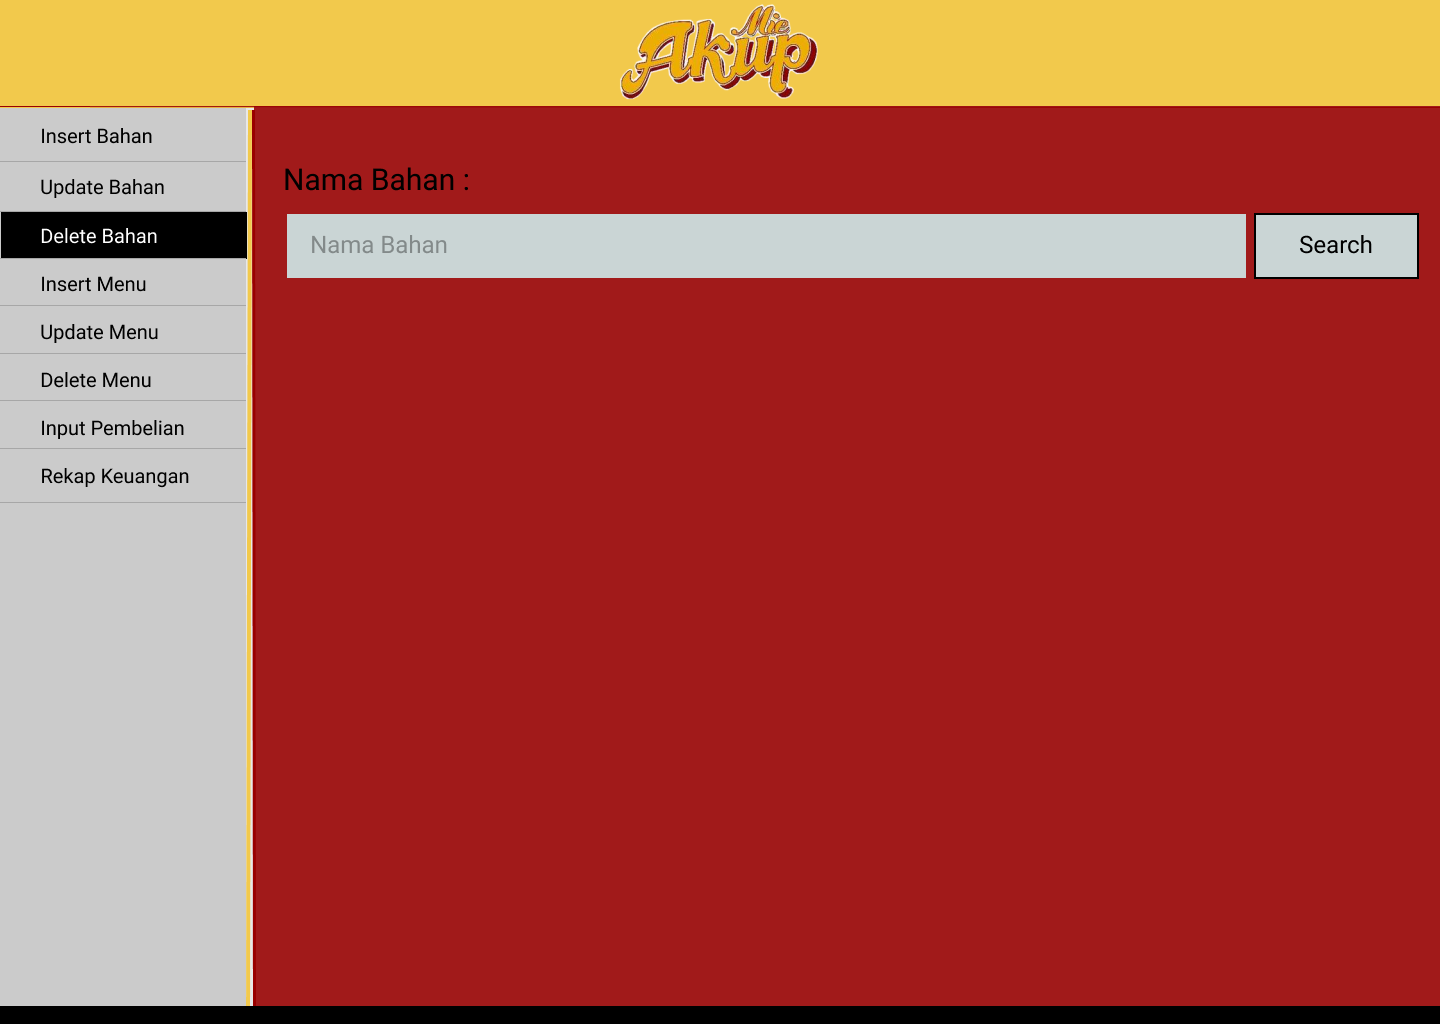 Mie
Akup
Insert Bahan
Update Bahan
Delete Bahan
Insert Menu
Update Menu
Delete Menu
Input Pembelian
Rekap Keuangan
Nama Bahan :
Nama Bahan
Search